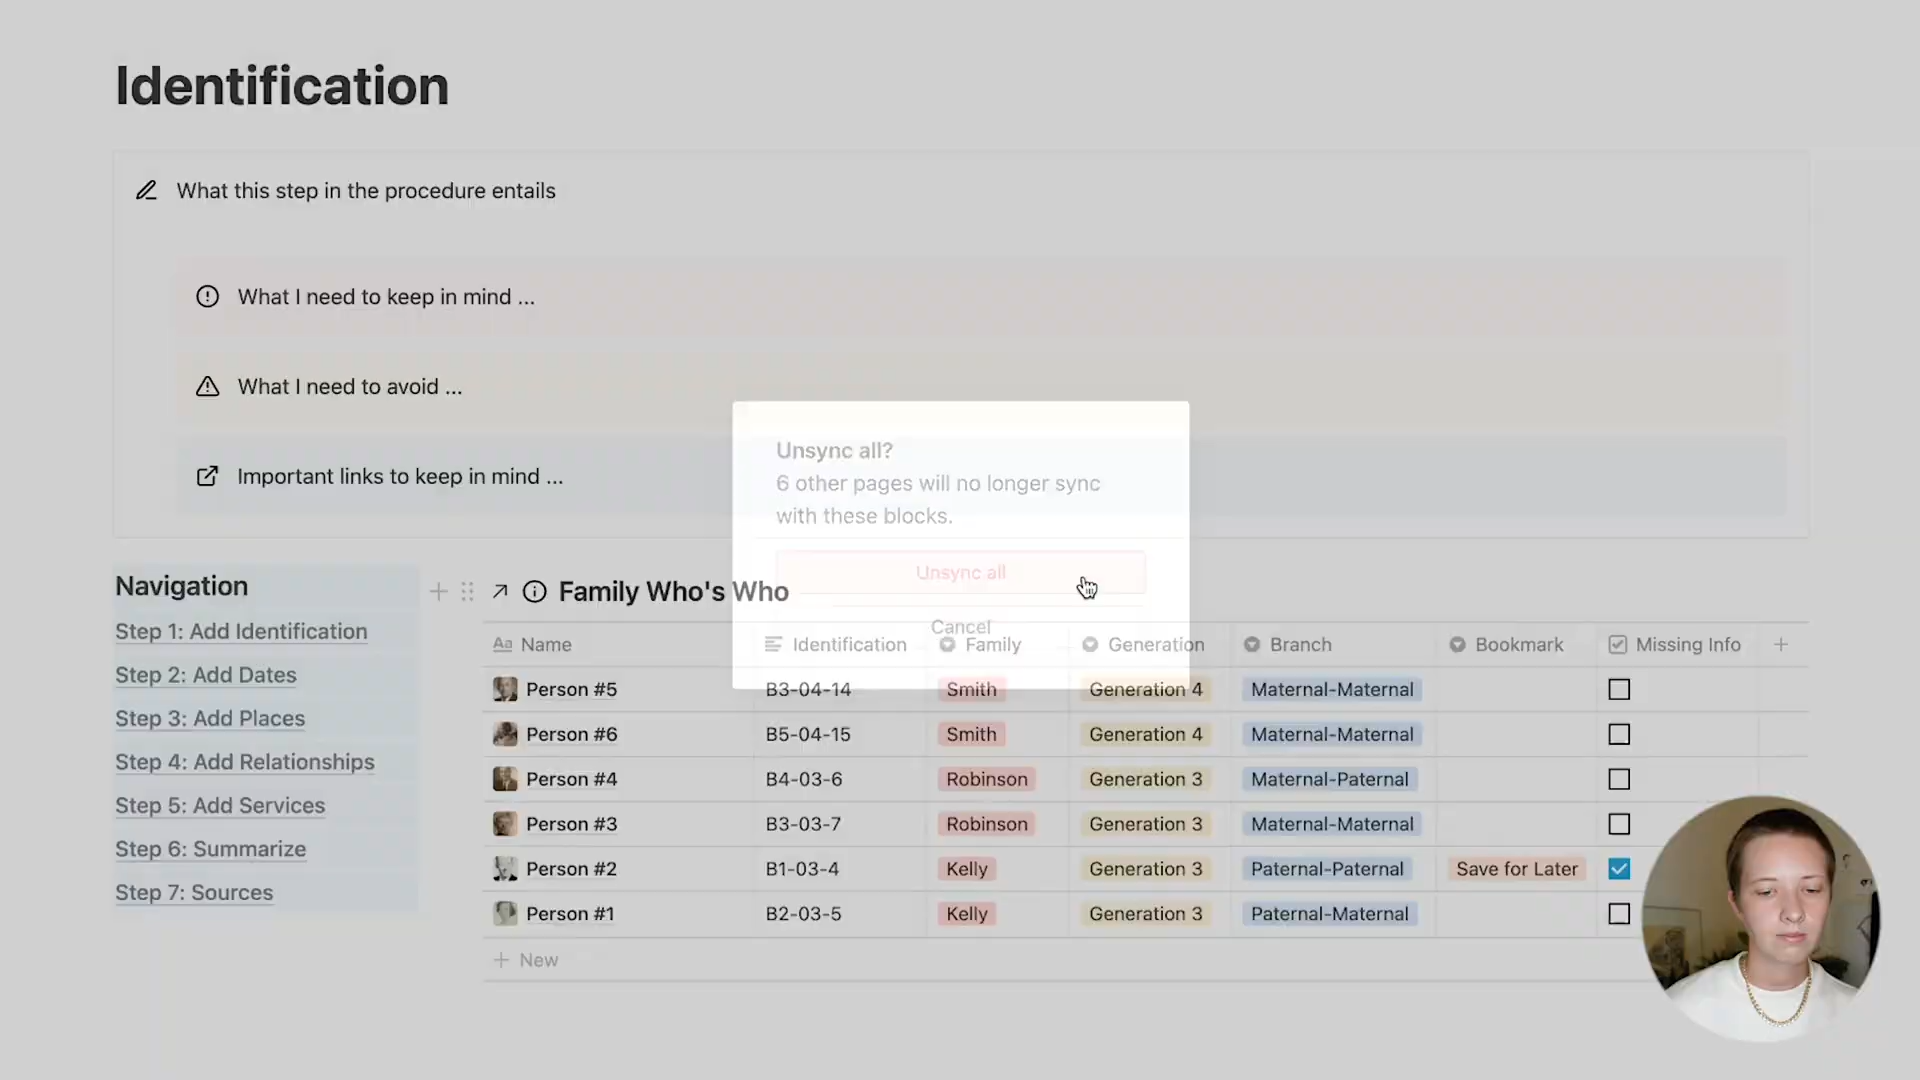 Identification
What this step in the procedure entails
What I need to keep in mind ...
What I need to avoid ...
Important links to keep in mind ...
Unsync all?
6 other pages will no longer sync
with these blocks.
Unsync all
Cancel
Navigation
Step 1: Add Identification
Step 2: Add Dates
Step 3: Add Places
Step 4: Add Relationships
Step 5: Add Services
Step 6: Summarize
Step 7: Sources
Family Who's Who
Aa Name Identification Family Generation Branch Bookmark Missing Info
Person #5 B3-04-14 Smith Generation 4 Maternal-Maternal
Person #6 B5-04-15 Smith Generation 4 Maternal-Maternal
Person #4 B4-03-6 Robinson Generation 3 Maternal-Paternal
Person #3 B3-03-7 Robinson Generation 3 Maternal-Maternal
Person #2 B1-03-4 Kelly Generation 3 Paternal-Paternal Save for Later
Person #1 B2-03-5 Kelly Generation 3 Paternal-Maternal
+ New